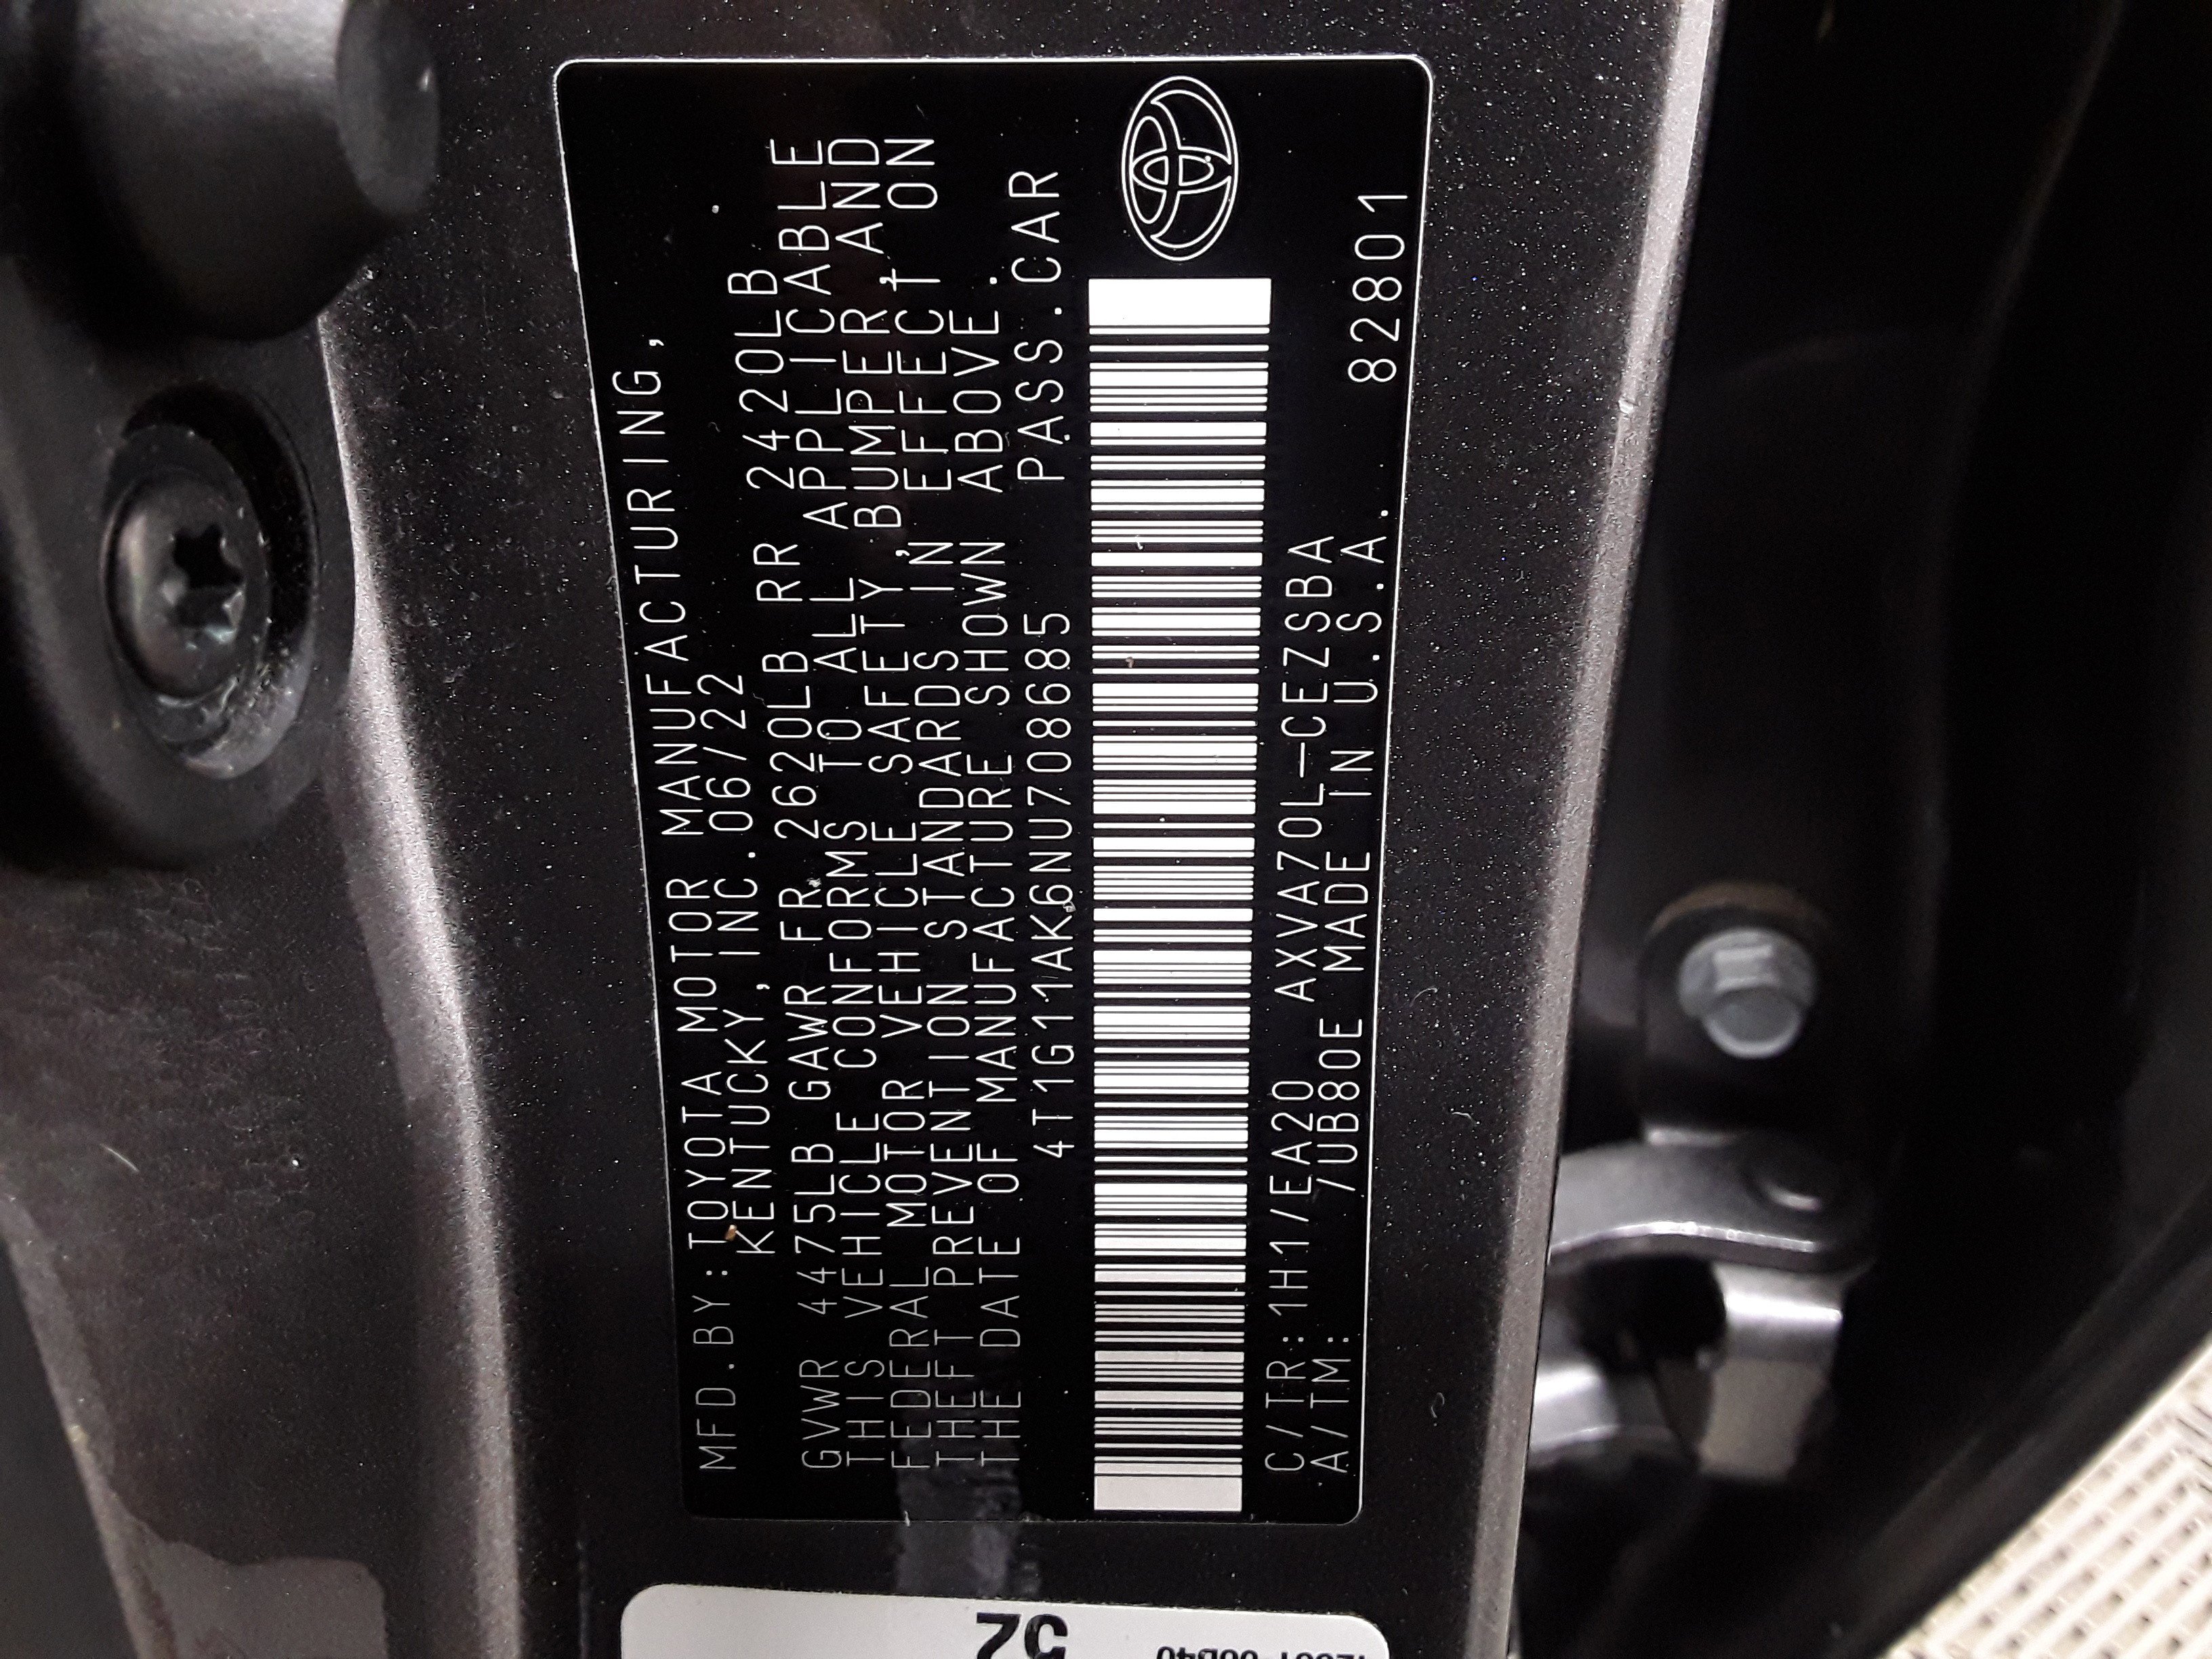 MFD.BY:TOYOTA MOTOR MANUFACTURING,
KENTUCKY,INC.06/22
GVWR 4475LB GAWR FR 2620LB RR 2420LB
THIS VEHICLE CONFORMS TO ALL APPLICABLE
FEDERAL MOTOR VEHICLE SAFETY,BUMPER,AND
THEFT PREVENTION STANDARDS IN EFFECT ON
THE DATE OF MANUFACTURE SHOWN ABOVE.
4T1G11AK6NU708685 PASS.CAR
C/TR:1H1/EA20 AXVA70L-CEZSBA 82801
A/TM: /UB80E MADE IN U.S.A.
52